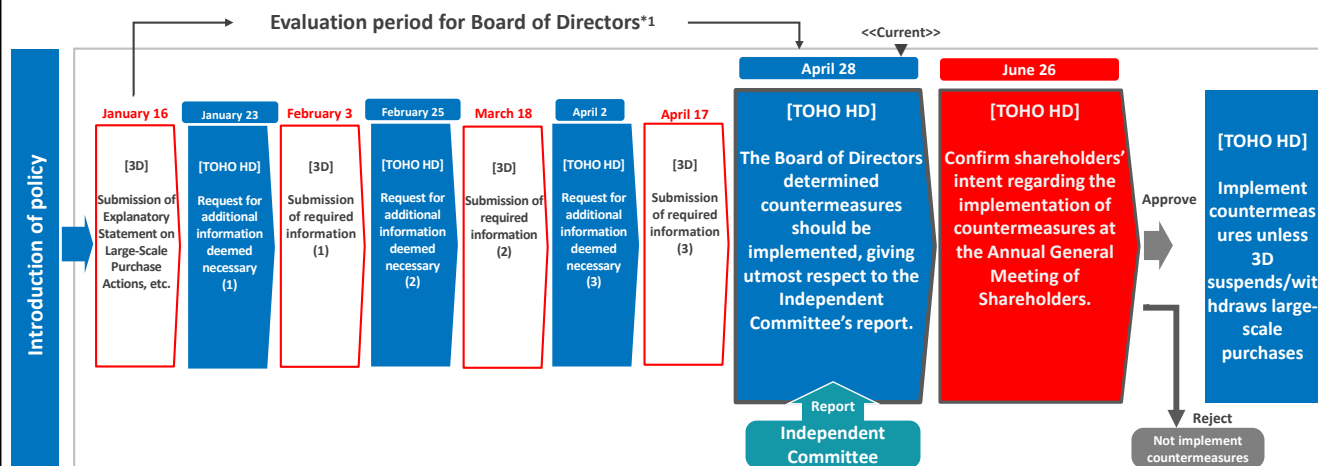 Evaluation period for Board of Directors*1
<<Current>>
Introduction of policy
January 16
[3D]
Submission of
Explanatory
Statement on
Large-Scale
Purchase
Actions, etc.
January 23
[TOHO HD]
Request for
additional
information
deemed
necessary
(1)
February 3
[3D]
Submission
of required
information
(1)
February 25
[TOHO HD]
Request for
additional
information
deemed
necessary
(2)
March 18
[3D]
Submission of
required
information
(2)
April 2
[TOHO HD]
Request for
additional
information
deemed
necessary
(3)
April 17
[3D]
Submission
of required
information
(3)
April 28
[TOHO HD]
The Board of Directors
determined
countermeasures
should be
implemented, giving
utmost respect to the
Independent
Committee's report.
Report
Independent
Committee
June 26
[TOHO HD]
Confirm shareholders'
intent regarding the
implementation of
countermeasures at
the Annual General
Meeting of
Shareholders.
Approve
[TOHO HD]
Implement
countermeas
ures unless
3D
suspends/wit
hdraws large-
scale
purchases
Reject
Not implement
countermeasures